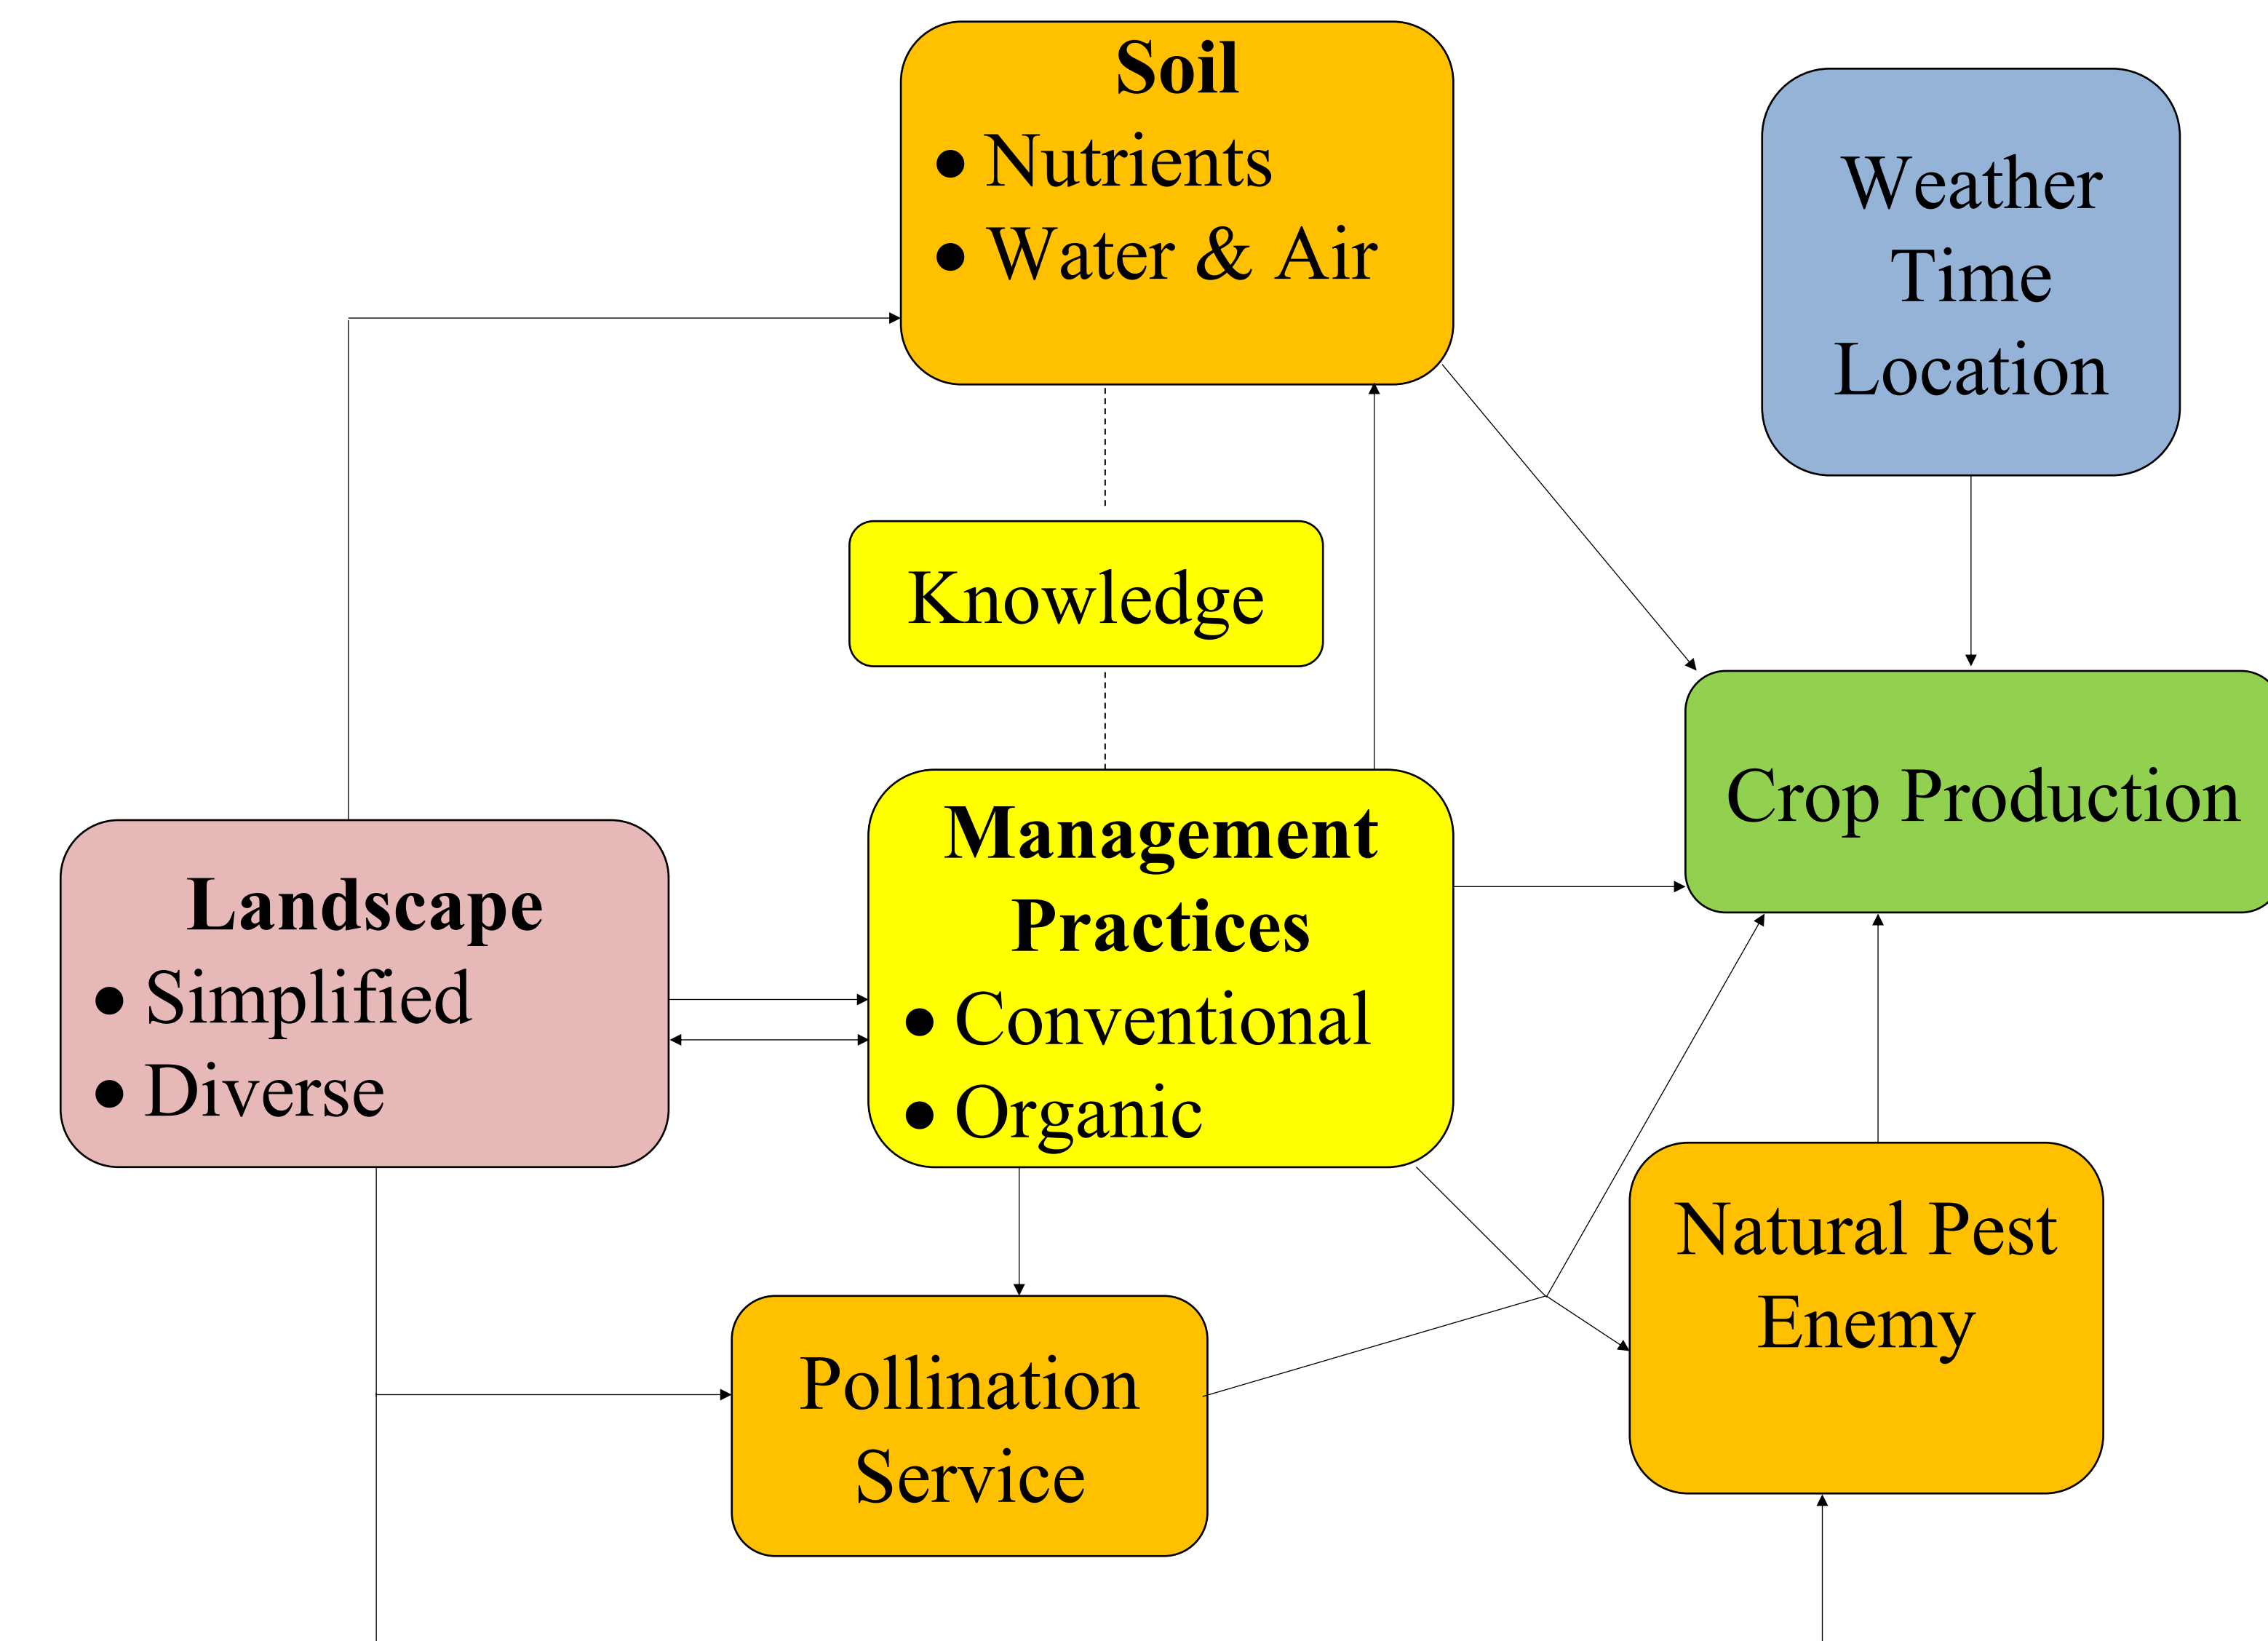 Soil
● Nutrients
● Water & Air
Weather
Time
Location
Knowledge
Crop Production
Management
Practices
● Conventional
● Organic
Landscape
● Simplified
● Diverse
Natural Pest
Enemy
Pollination
Service